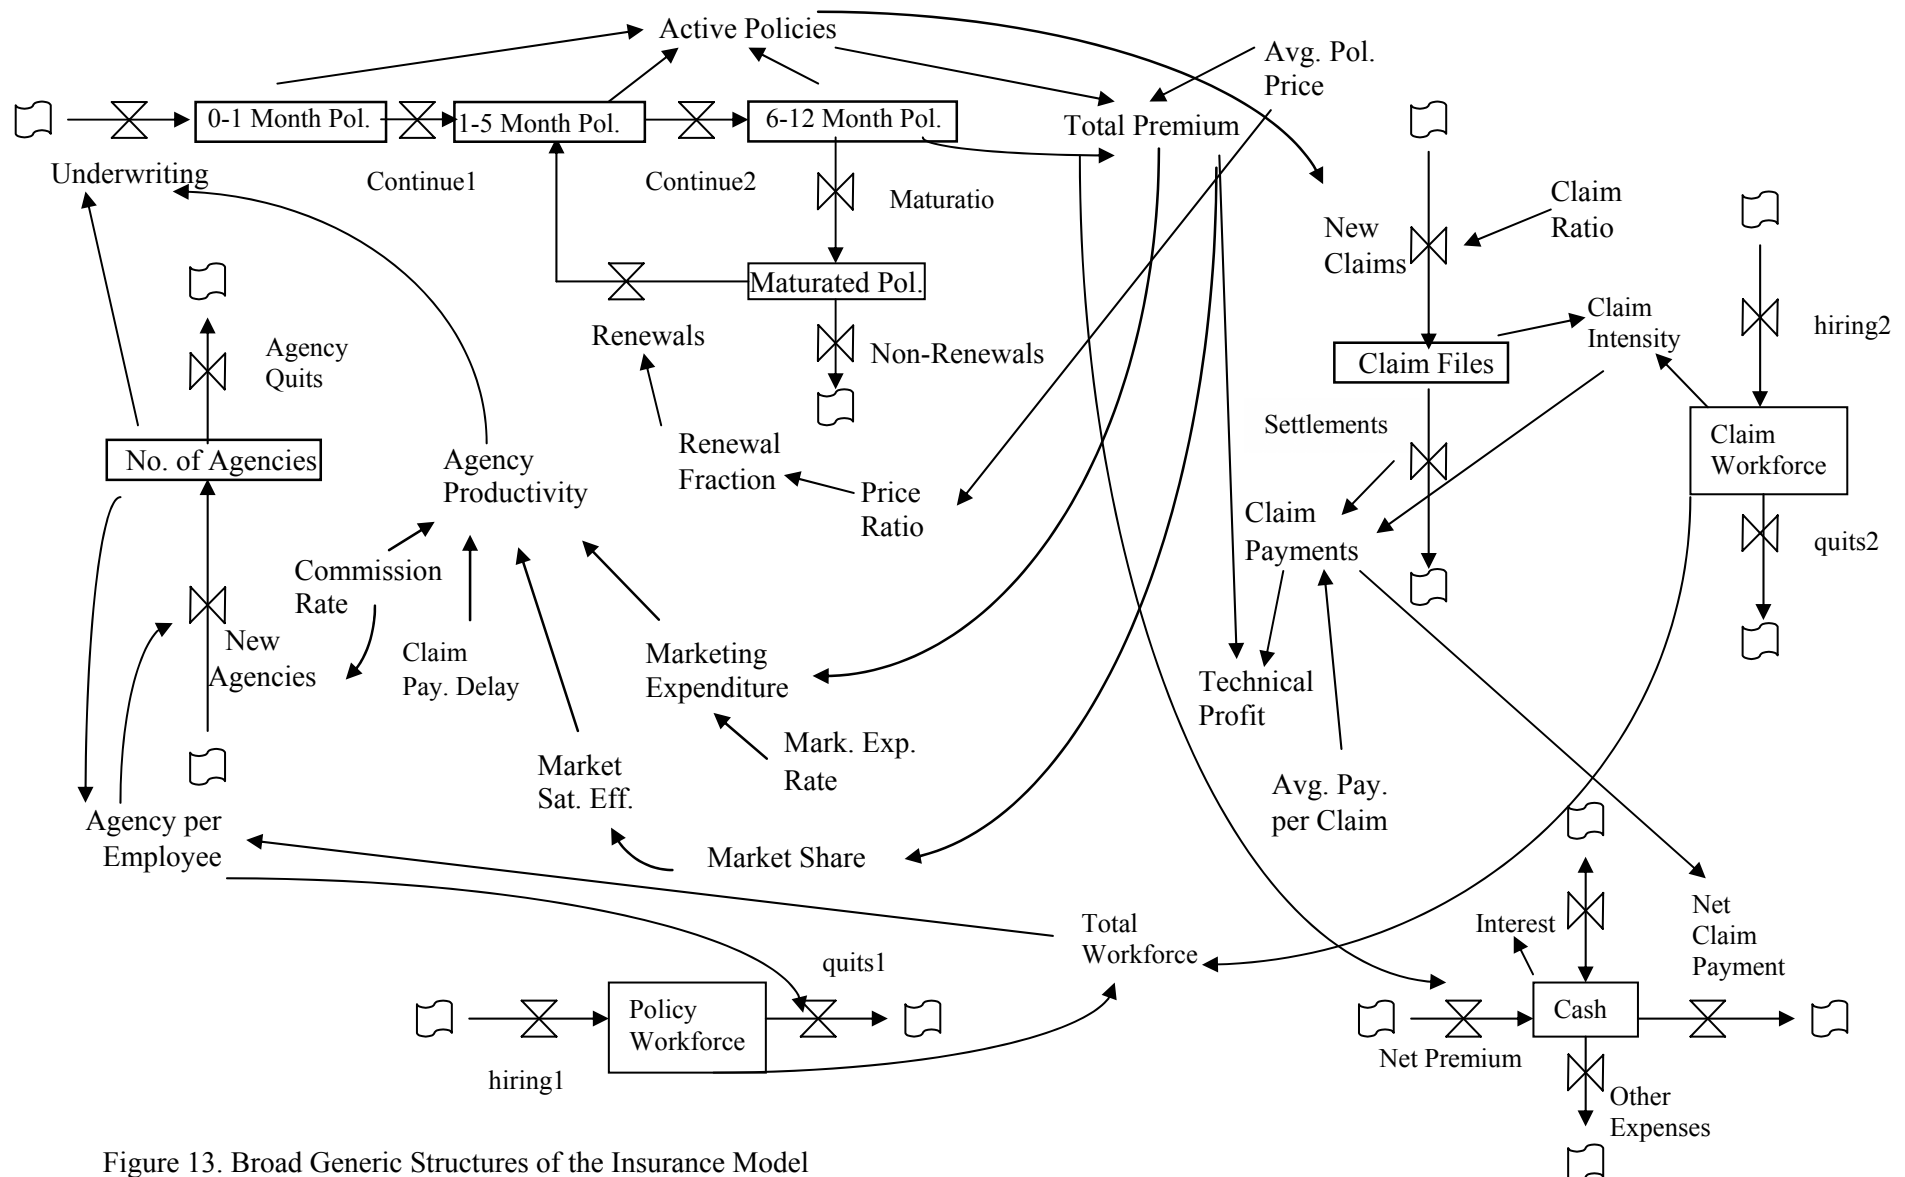 Active Policies
Avg. Pol.
Price
0-1 Month Pol.
1-5 Month Pol.
6-12 Month Pol.
Total Premium
Underwriting
Continue1
Continue2
Maturatio
Claim
Ratio
New
Claims
Maturated Pol.
Claim
Intensity
hiring2
Renewals
Non-Renewals
Agency
Quits
Claim Files
Settlements
Claim
Workforce
No. of Agencies
Agency
Productivity
Renewal
Fraction
Price
Ratio
Claim
Payments
quits2
Commission
Rate
New
Agencies
Claim
Pay. Delay
Marketing
Expenditure
Technical
Profit
Mark. Exp.
Rate
Market
Sat. Eff.
Avg. Pay.
per Claim
Agency per
Employee
Market Share
Total
Workforce
Interest
Net
Claim
Payment
quits1
Policy
Workforce
Cash
hiring1
Net Premium
Other
Expenses
Figure 13. Broad Generic Structures of the Insurance Model